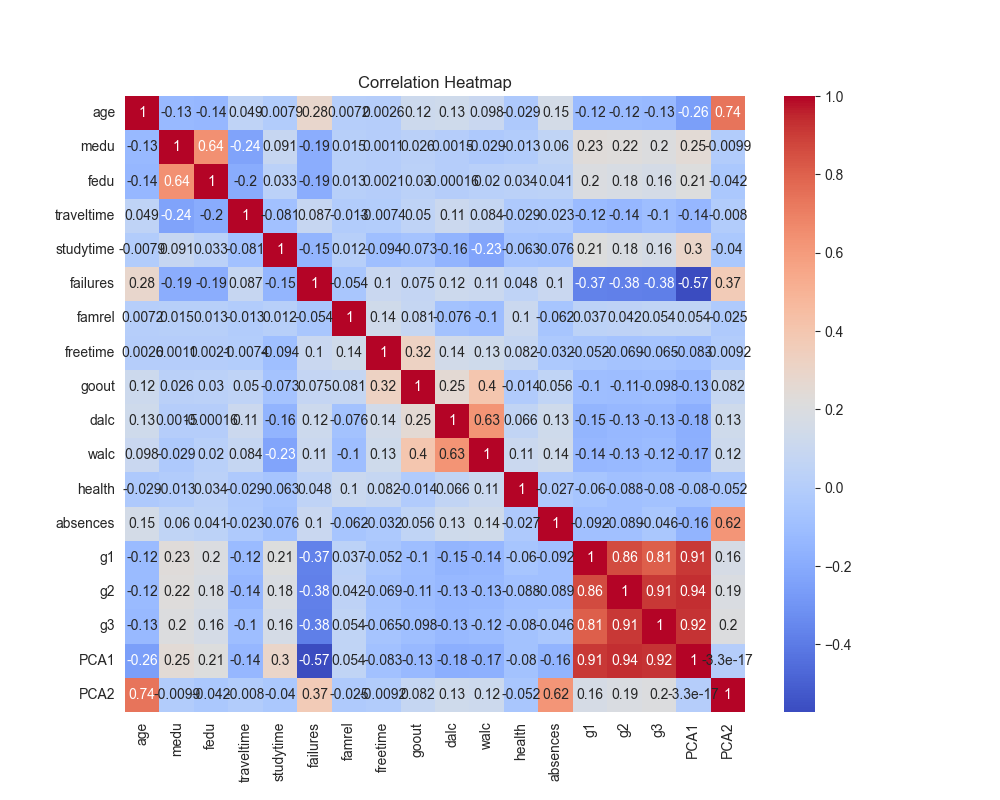 Correlation Heatmap
age 1 -0.13 -0.14 0.049 -0.0079 0.28 0.0072 0.0026 0.12 0.13 0.098 -0.029 0.15 -0.12 -0.12 -0.13 -0.26 0.74
medu -0.13 1 0.64 -0.24 0.091 -0.19 0.015 0.0011 0.026 0.0015 -0.029 -0.013 0.06 0.23 0.22 0.2 0.25 -0.0099
fedu -0.14 0.64 1 -0.2 0.033 -0.19 0.013 0.0021 0.03 -0.00016 0.02 0.034 0.041 0.2 0.18 0.16 0.21 -0.042
traveltime 0.049 -0.24 -0.2 1 -0.081 0.087 -0.013 -0.0074 0.05 0.11 0.084 -0.029 -0.023 -0.12 -0.14 -0.1 -0.14 -0.008
studytime -0.0079 0.091 0.033 -0.081 1 -0.15 0.012 -0.094 -0.073 -0.16 -0.23 -0.063 -0.076 0.21 0.18 0.16 0.3 -0.04
failures 0.28 -0.19 -0.19 0.087 -0.15 1 -0.054 0.1 0.075 0.12 0.11 0.048 0.1 -0.37 -0.38 -0.38 -0.57 0.37
famrel 0.0072 0.015 0.013 -0.013 0.012 -0.054 1 0.14 0.081 -0.076 -0.1 0.1 -0.062 0.037 0.042 0.054 0.054 -0.025
freetime 0.0026 0.0011 0.0021 -0.0074 -0.094 0.1 0.14 1 0.32 0.14 0.13 0.082 -0.032 -0.052 -0.069 -0.065 -0.083 -0.0092
goout 0.12 0.026 0.03 0.05 -0.073 0.075 0.081 0.32 1 0.25 0.4 -0.014 0.056 -0.1 -0.11 -0.098 -0.13 0.082
dalc 0.13 0.0015 -0.00016 0.11 -0.16 0.12 -0.076 0.14 0.25 1 0.63 0.066 0.13 -0.15 -0.13 -0.13 -0.18 0.13
walc 0.098 -0.029 0.02 0.084 -0.23 0.11 -0.1 0.13 0.4 0.63 1 0.11 0.14 -0.14 -0.13 -0.12 -0.17 0.12
health -0.029 -0.013 0.034 -0.029 -0.063 0.048 0.1 0.082 -0.014 0.066 0.11 1 -0.027 -0.06 -0.088 -0.08 -0.08 -0.052
absences 0.15 0.06 0.041 -0.023 -0.076 0.1 -0.062 -0.032 0.056 0.13 0.14 -0.027 1 -0.092 -0.089 -0.046 -0.16 0.62
g1 -0.12 0.23 0.2 -0.12 0.21 -0.37 0.037 -0.052 -0.1 -0.15 -0.14 -0.06 -0.092 1 0.86 0.81 0.91 0.16
g2 -0.12 0.22 0.18 -0.14 0.18 -0.38 0.042 -0.069 -0.11 -0.13 -0.13 -0.088 -0.089 0.86 1 0.91 0.94 0.19
g3 -0.13 0.2 0.16 -0.1 0.16 -0.38 0.054 -0.065 -0.098 -0.13 -0.12 -0.08 -0.046 0.81 0.91 1 0.92 0.2
PCA1 -0.26 0.25 0.21 -0.14 0.3 -0.57 0.054 -0.083 -0.13 -0.18 -0.17 -0.08 -0.16 0.91 0.94 0.92 1 -3.3e-17
PCA2 0.74 -0.0099 -0.042 -0.008 -0.04 0.37 -0.025 -0.0092 0.082 0.13 0.12 -0.052 0.62 0.16 0.19 0.2 -3.3e-17 1
age medu fedu traveltime studytime failures famrel freetime goout dalc walc health absences g1 g2 g3 PCA1 PCA2
1.0
0.8
0.6
0.4
0.2
0.0
-0.2
-0.4